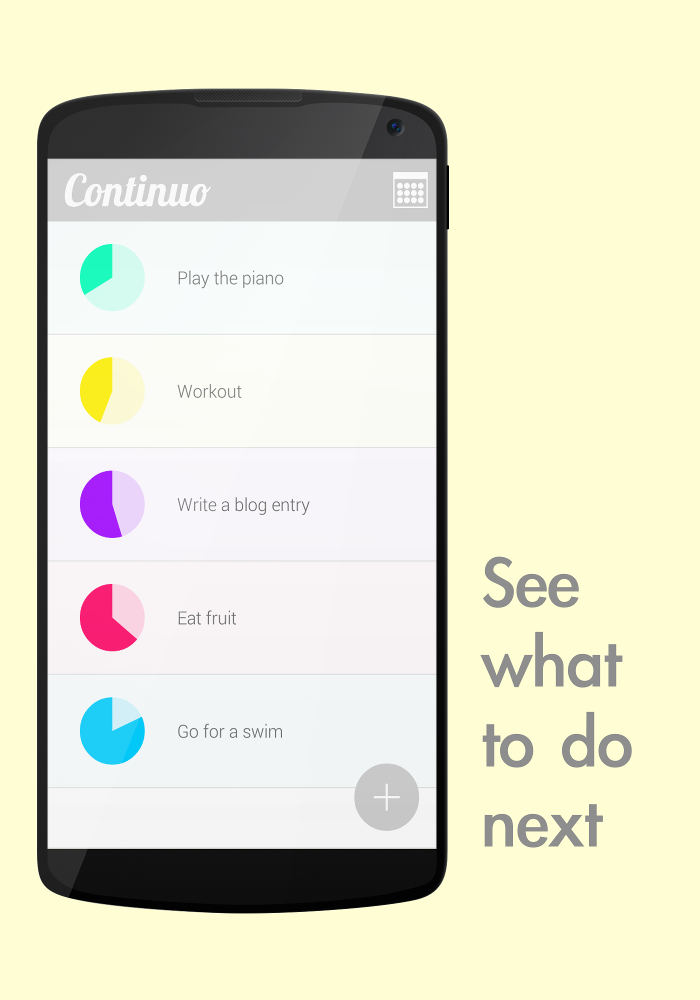 Continuo
Play the piano
Workout
Write a blog entry
Eat fruit
Go for a swim
See
what
to do
next